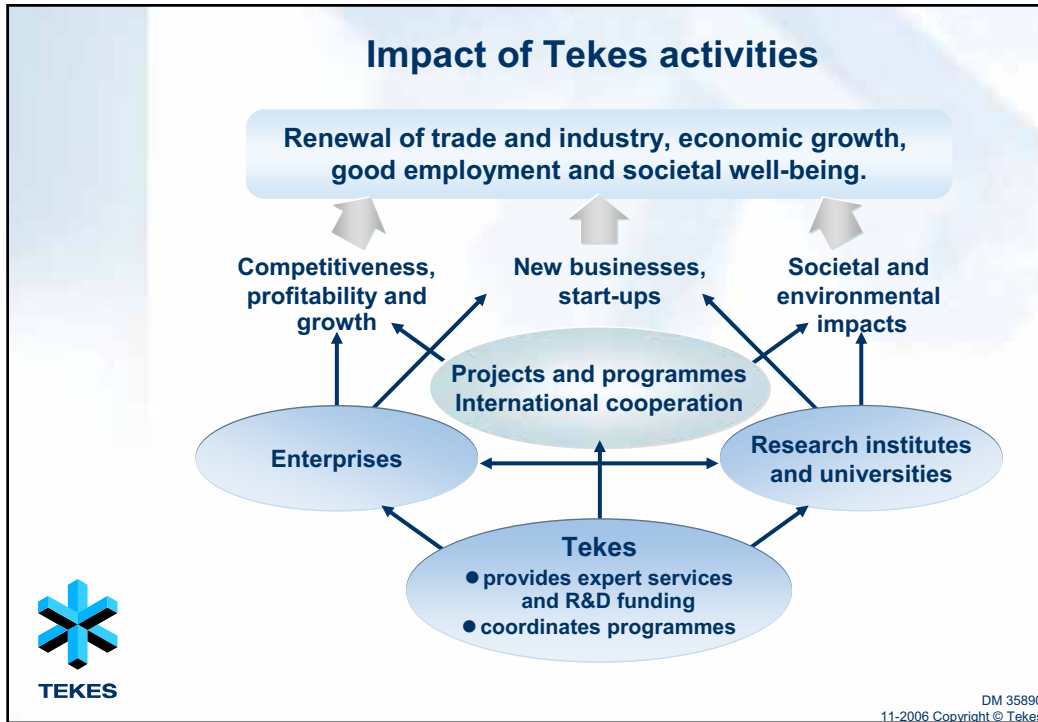 Impact of Tekes activities
Renewal of trade and industry, economic growth,
good employment and societal well-being.
Competitiveness,
profitability and
growth
New businesses,
start-ups
Societal and
environmental
impacts
Projects and programmes
International cooperation
Enterprises
Research institutes
and universities
Tekes
● provides expert services
and R&D funding
● coordinates programmes
TEKES
DM 35890
11-2006 Copyright © Tekes